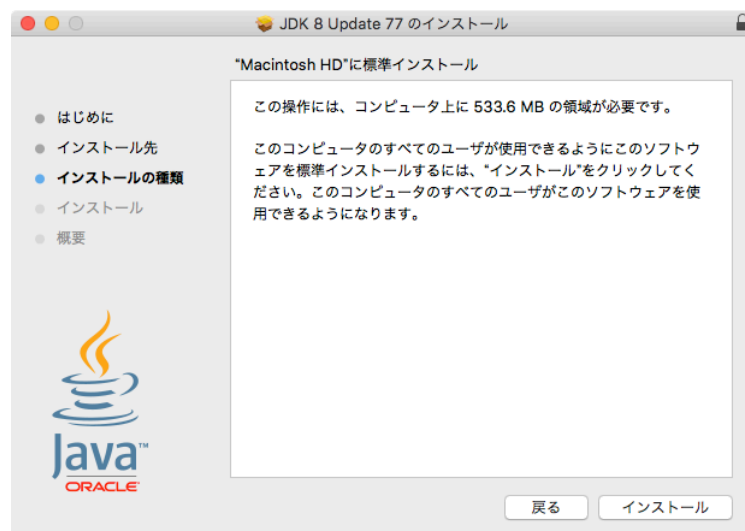 JDK 8 Update 77 のインストール
"Macintosh HD"に標準インストール
はじめに
インストール先
インストールの種類
インストール
概要
この操作には、コンピュータ上に 533.6 MB の領域が必要です。
このコンピュータのすべてのユーザが使用できるようにこのソフトウ
ェアを標準インストールするには、"インストール"をクリックしてく
ださい。このコンピュータのすべてのユーザがこのソフトウェアを使
用できるようになります。
Java™
ORACLE
戻る
インストール